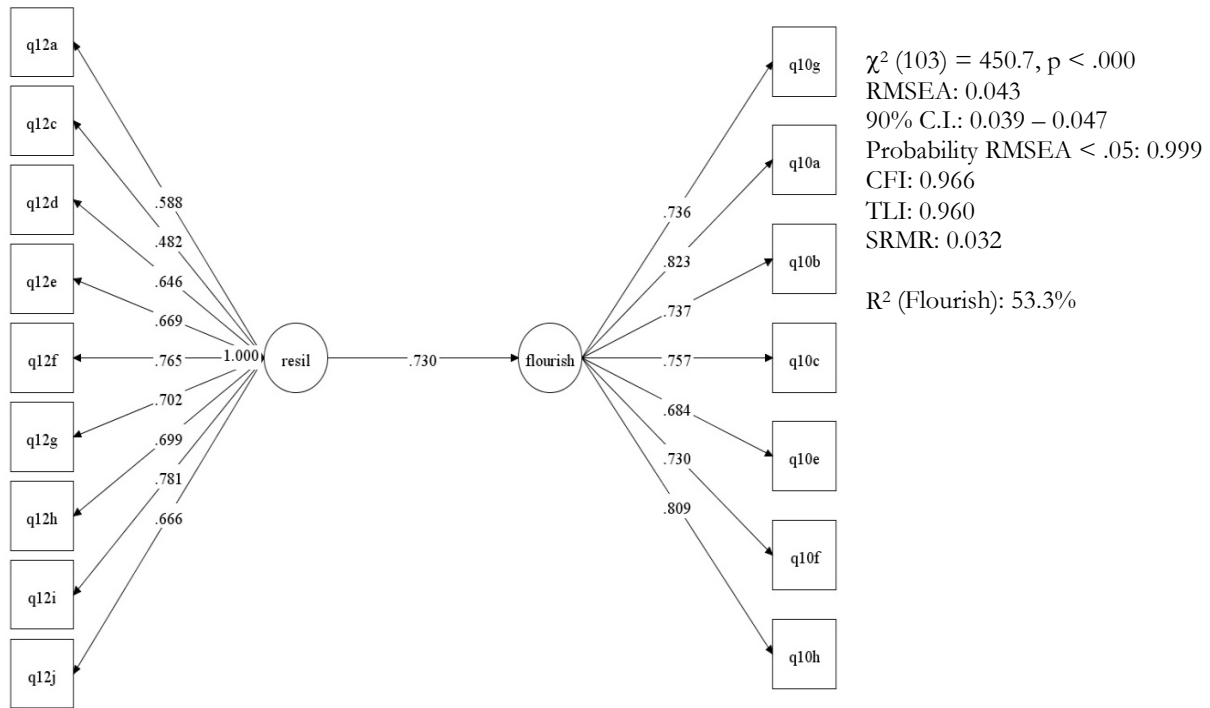 q12a
q12c
q12d
q12e
q12f
q12g
q12h
q12i
q12j
.588
.482
.646
.669
.765
.702
.699
.781
.666
1.000
resil
.730
flourish
.736
.823
.737
.757
.684
.730
.809
q10g
q10a
q10b
q10c
q10e
q10f
q10h
χ² (103) = 450.7, p < .000
RMSEA: 0.043
90% C.I.: 0.039 – 0.047
Probability RMSEA < .05: 0.999
CFI: 0.966
TLI: 0.960
SRMR: 0.032
R² (Flourish): 53.3%